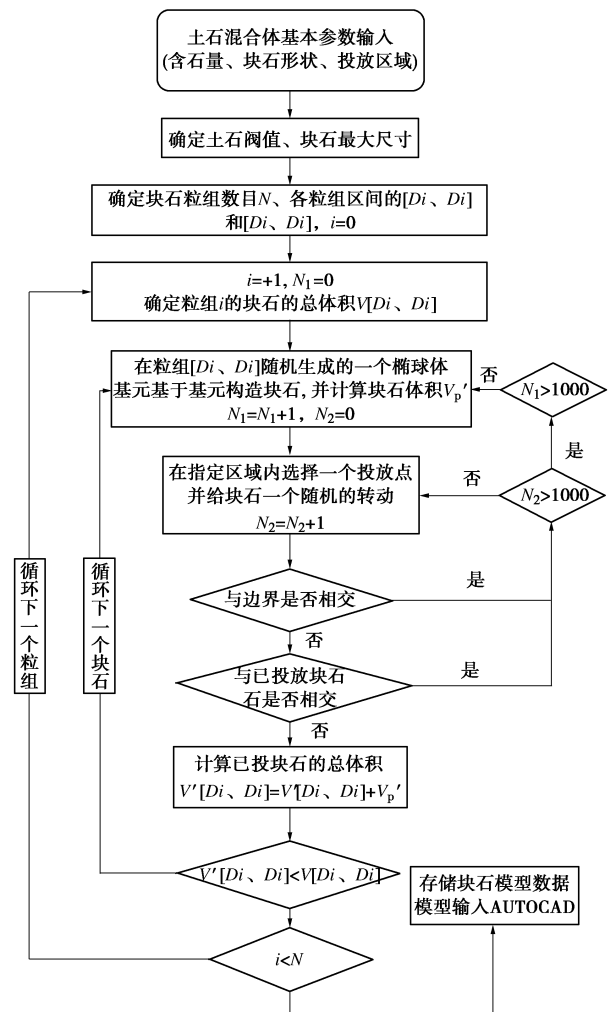 土石混合体基本参数输入
(含石量、块石形状、投放区域)
确定土石阀值、块石最大尺寸
确定块石粒组数目N、各粒组区间的[Di、Di]
和[Di、Di]，i=0
i=+1, N₁=0
确定粒组i的块石的总体积V[Di、Di]
在粒组[Di、Di]随机生成的一个椭球体
基元基于基元构造块石，并计算块石体积Vₚ′
N₁=N₁+1，N₂=0
否
N₁>1000
是
在指定区域内选择一个投放点
并给块石一个随机的转动
N₂=N₂+1
否
N₂>1000
循环下一个粒组
循环下一个块石
与边界是否相交
是
否
与已投放块石
石是否相交
是
否
计算已投块石的总体积
V′[Di、Di]=V′[Di、Di]+Vₚ′
V′[Di、Di]<V[Di、Di]
存储块石模型数据
模型输入AUTOCAD
i<N